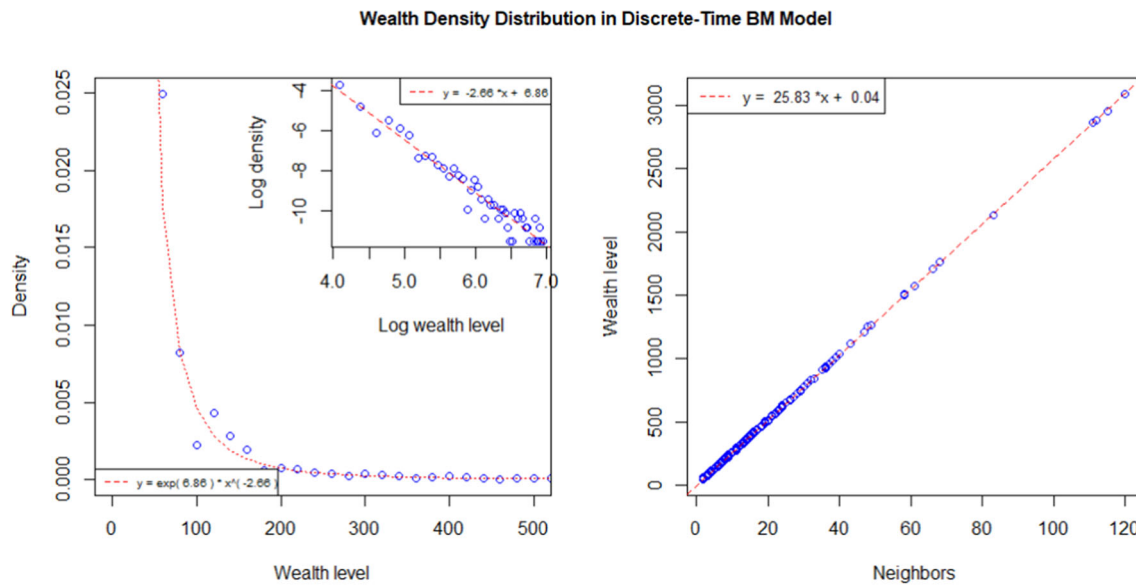 Wealth Density Distribution in Discrete-Time BM Model
Density
0.025
0.020
0.015
0.010
0.005
0.000
0 100 200 300 400 500
Wealth level
y = exp( 6.86 ) * x^( -2.66 )
Log density
-4
-6
-8
-10
4.0 5.0 6.0 7.0
Log wealth level
y = -2.66 *x + 6.86
Wealth level
3000
2500
2000
1500
1000
500
0
0 20 40 60 80 100 120
Neighbors
y = 25.83 *x + 0.04